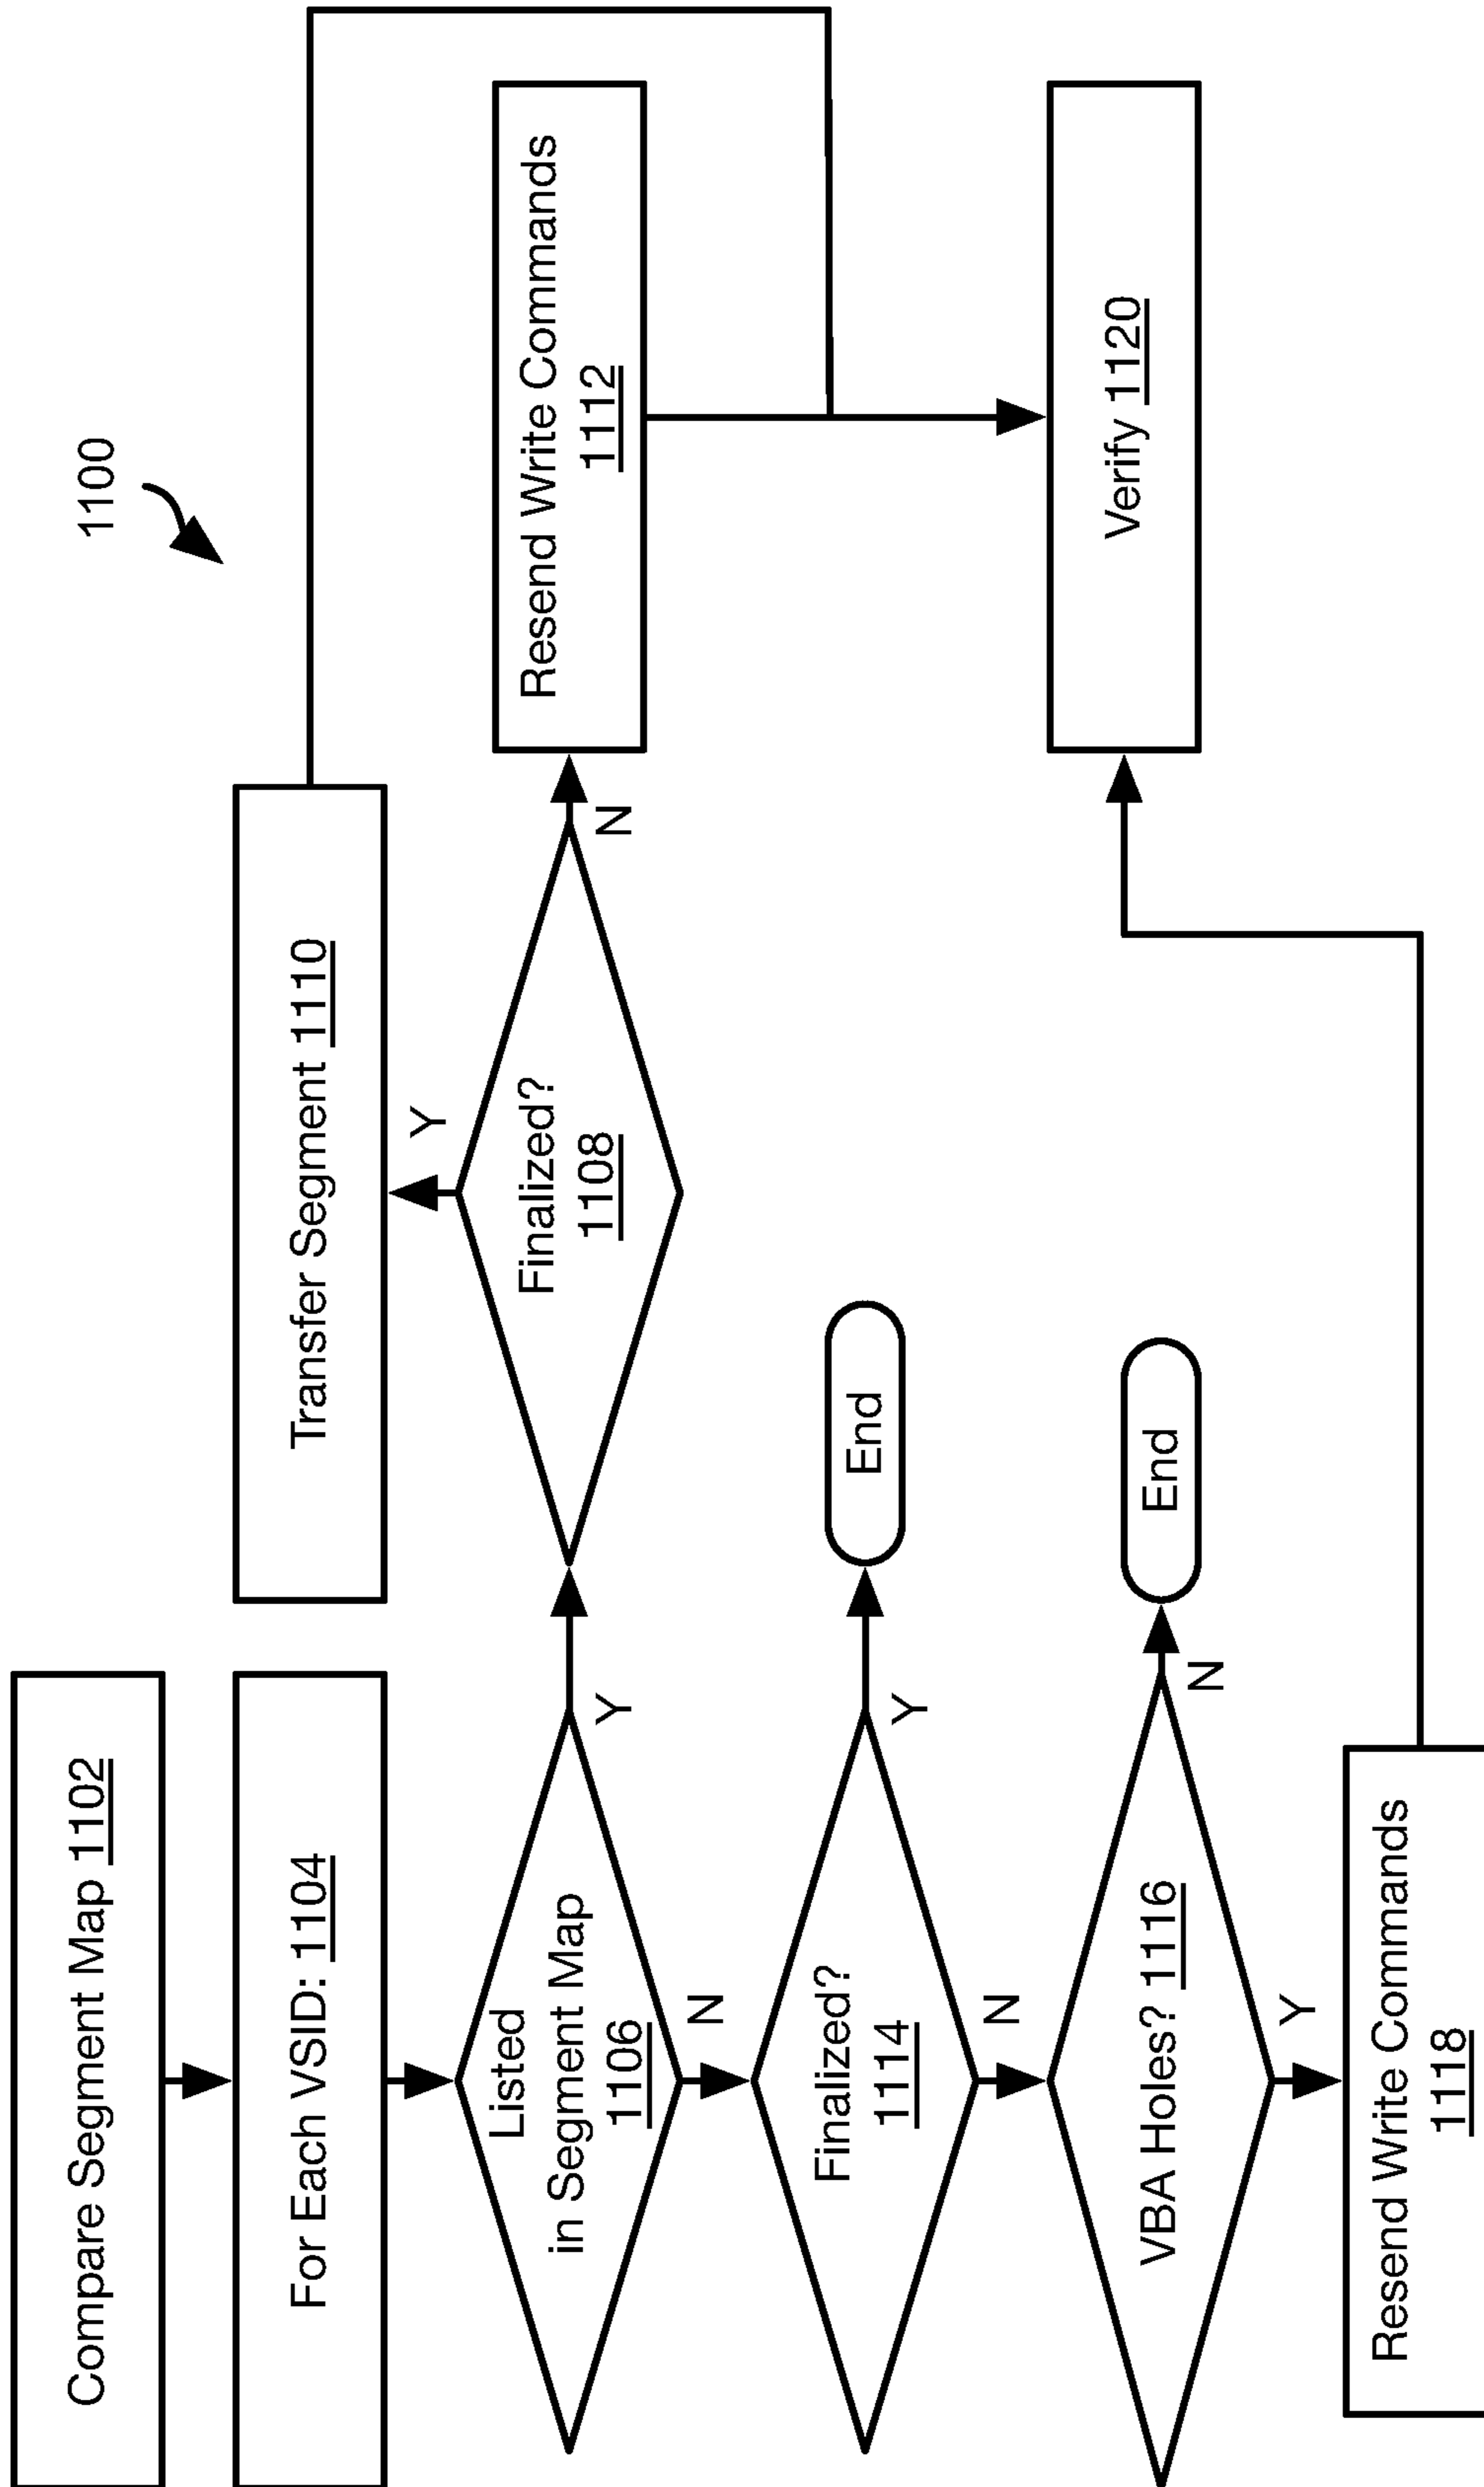 1100
Compare Segment Map 1102
For Each VSID: 1104
Transfer Segment 1110
Y
Listed
in Segment Map
1106
Y
Finalized?
1108
N
Resend Write Commands
1112
N
Finalized?
1114
Y
End
N
VBA Holes? 1116
N
End
Verify 1120
Y
Resend Write Commands
1118